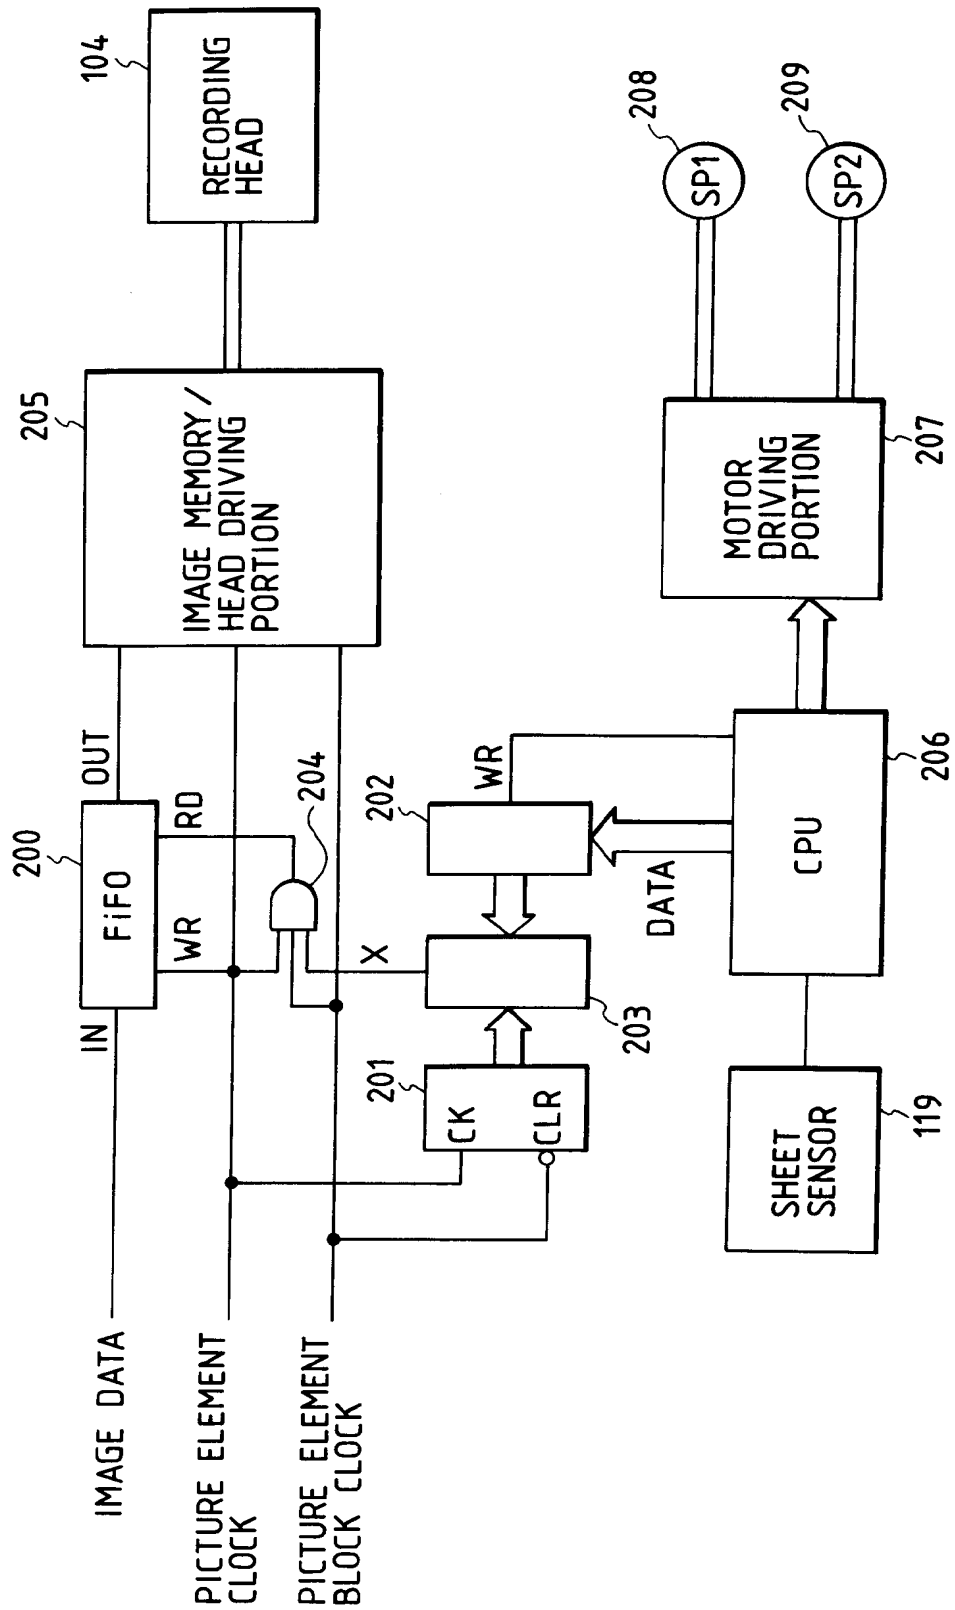 IMAGE DATA
PICTURE ELEMENT
CLOCK
PICTURE ELEMENT
BLOCK CLOCK
IN
200
FiFO
OUT
WR
RD
204
205
IMAGE MEMORY/
HEAD DRIVING
PORTION
104
RECORDING
HEAD
201
CK
CLR
X
203
202
WR
DATA
119
SHEET
SENSOR
CPU
206
MOTOR
DRIVING
PORTION
207
SP1
208
SP2
209